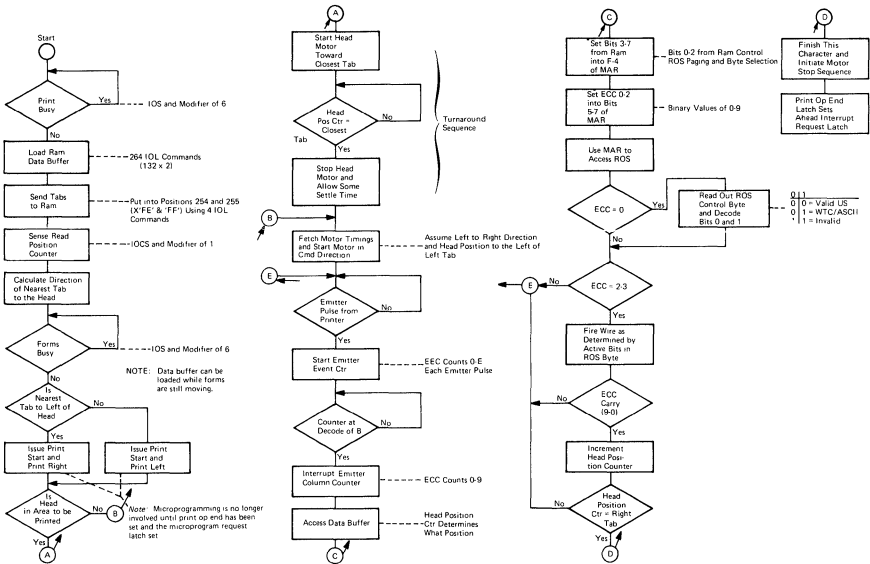 Start
Print
Busy
Yes
IOS and Modifier of 6
No
Load Ram
Data Buffer
264 IOL Commands
(132 x 2)
Send Tabs
to Ram
Put into Positions 254 and 255
(X'FE' & 'FF') Using 4 IOL
Commands
Sense Read
Position
Counter
IOCS and Modifier of 1
Calculate Direction
of Nearest Tab
to the Head
Forms
Busy
Yes
IOS and Modifier of 6
No
NOTE: Data buffer can be
loaded while forms
are still moving.
Is
Nearest
Tab to Left of
Head
No
Yes
Issue Print
Start and
Print Right
Issue Print
Start and
Print Left
Is
Head
in Area to be
Printed
No
B
Note: Microprogramming is no longer
involved until print op end has been
set and the microprogram request
latch set
Yes
A
A
Start Head
Motor
Toward
Closest Tab
Head
Pos Ctr =
Closest
Tab
No
Yes
Turnaround
Sequence
Stop Head
Motor and
Allow Some
Settle Time
B
Fetch Motor Timings
and Start Motor in
Cmd Direction
Assume Left to Right Direction
and Head Position to the Left of
Left Tab
E
Emitter
Pulse from
Printer
No
Yes
Start Emitter
Event Ctr
EEC Counts 0-E
Each Emitter Pulse
Counter at
Decode of B
No
Yes
Interrupt Emitter
Column Counter
ECC Counts 0-9
Access Data Buffer
Head Position
Ctr Determines
What Position
C
C
Set Bits 3-7
from Ram
into F-4
of MAR
Bits 0-2 from Ram Control
ROS Paging and Byte Selection
Set ECC 0-2
into Bits
5-7 of
MAR
Binary Values of 0-9
Use MAR to
Access ROS
ECC = 0
Yes
Read Out ROS
Control Byte
and Decode
Bits 0 and 1
0 1
0 0 = Valid US
0 1 = WTC/ASCII
1 = Invalid
No
E
No
ECC = 2-3
Yes
Fire Wire as
Determined by
Active Bits in
ROS Byte
No
ECC
Carry
(9-0)
Yes
Increment
Head Posi-
tion Counter
No
Head
Position
Ctr = Right
Tab
Yes
D
D
Finish This
Character and
Initiate Motor
Stop Sequence
Print Op End
Latch Sets
Ahead Interrupt
Request Latch